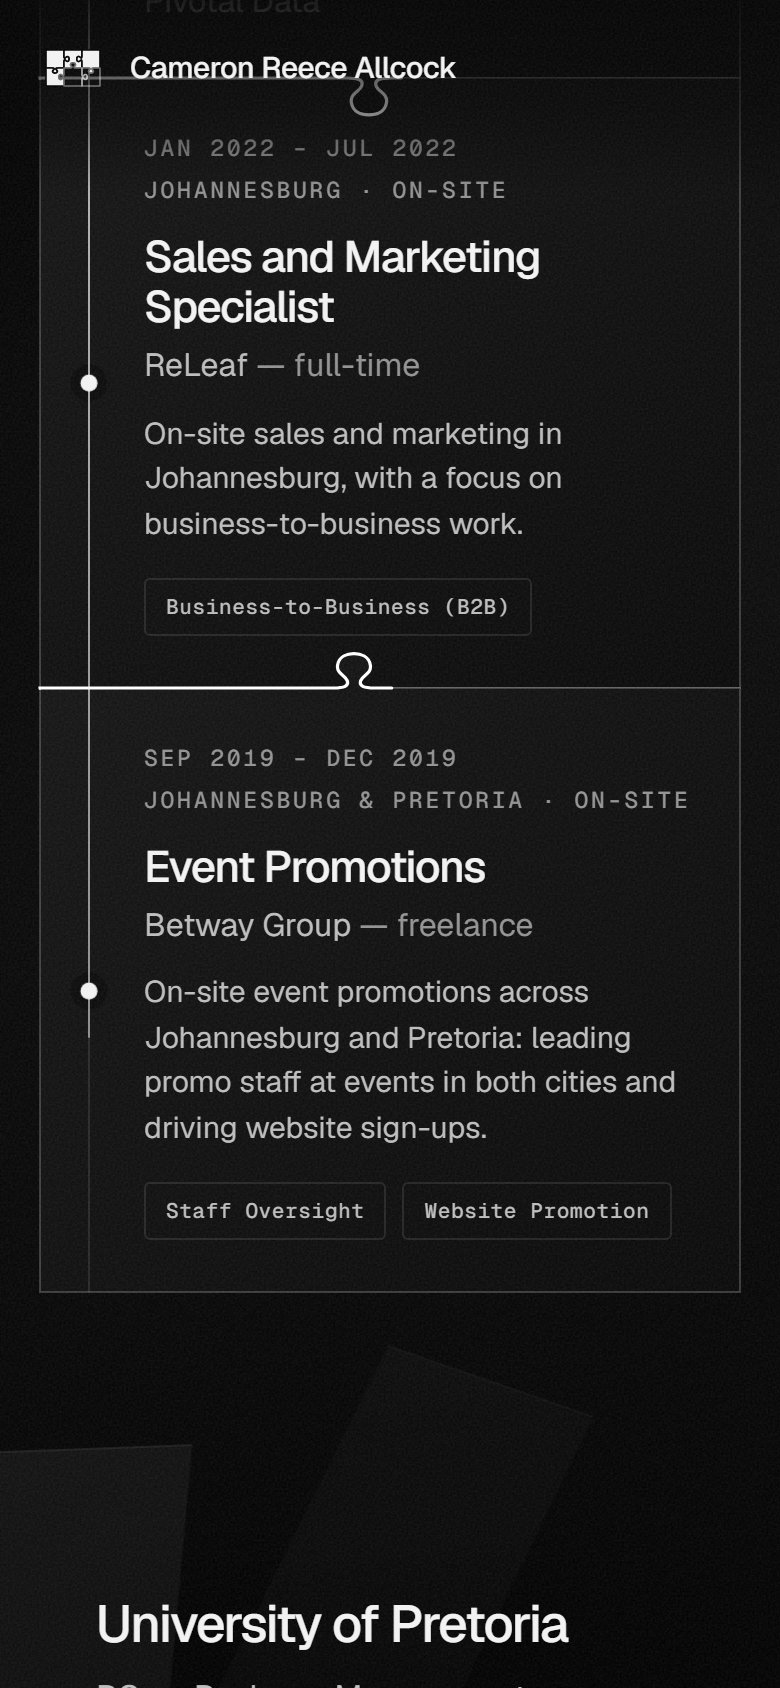 Pivotal Data
Cameron Reece Allcock
JAN 2022 – JUL 2022
JOHANNESBURG · ON-SITE
Sales and Marketing
Specialist
ReLeaf — full-time
On-site sales and marketing in
Johannesburg, with a focus on
business-to-business work.
Business-to-Business (B2B)
SEP 2019 – DEC 2019
JOHANNESBURG & PRETORIA · ON-SITE
Event Promotions
Betway Group — freelance
On-site event promotions across
Johannesburg and Pretoria: leading
promo staff at events in both cities and
driving website sign-ups.
Staff Oversight
Website Promotion
University of Pretoria